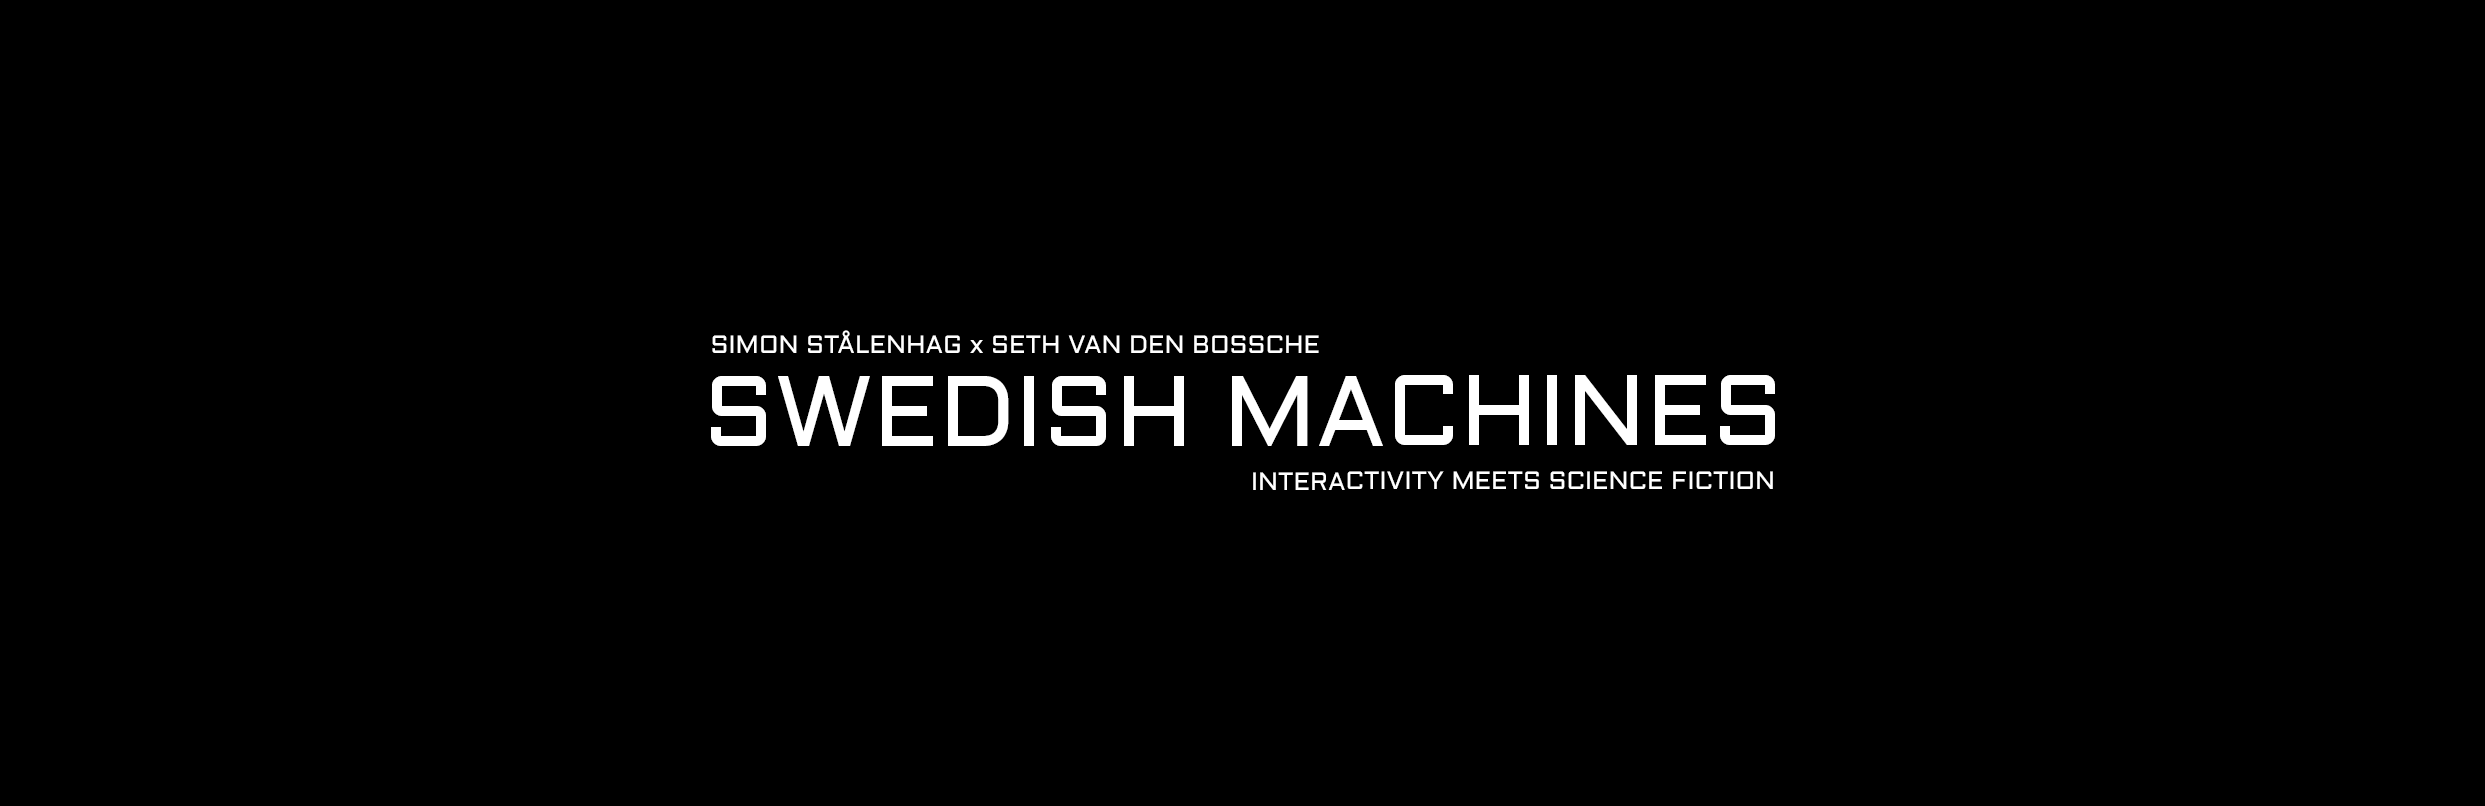 SIMON STÅLENHAG x SETH VAN DEN BOSSCHE
SWEDISH MACHINES
INTERACTIVITY MEETS SCIENCE FICTION